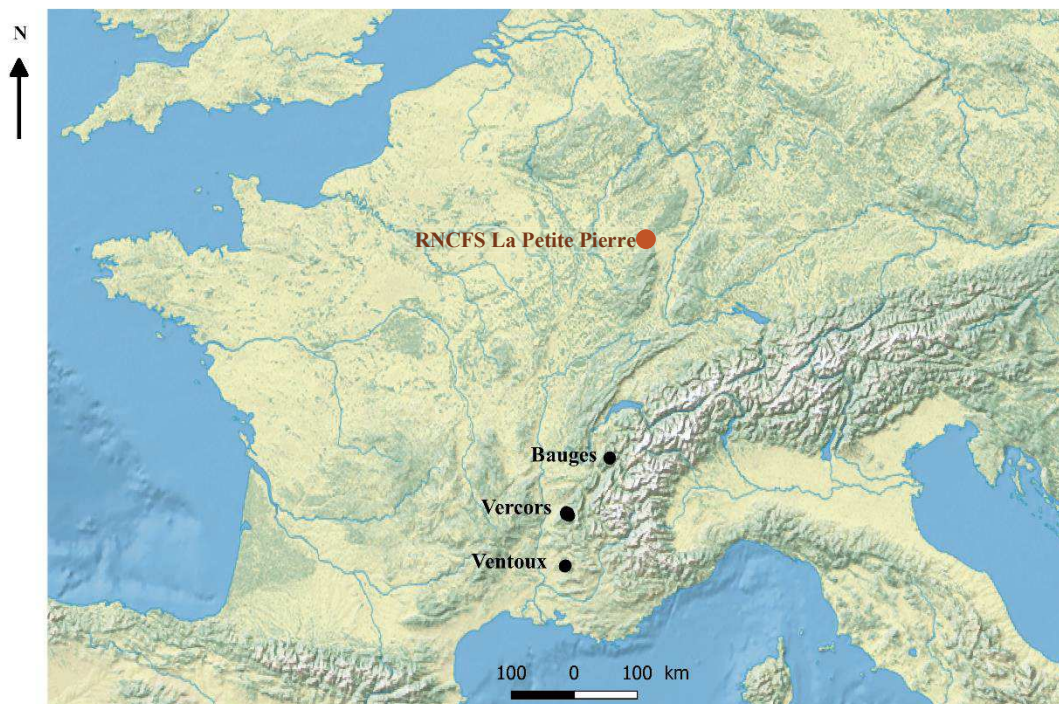 N
RNCFS La Petite Pierre
Bauges
Vercors
Ventoux
100 0 100 km